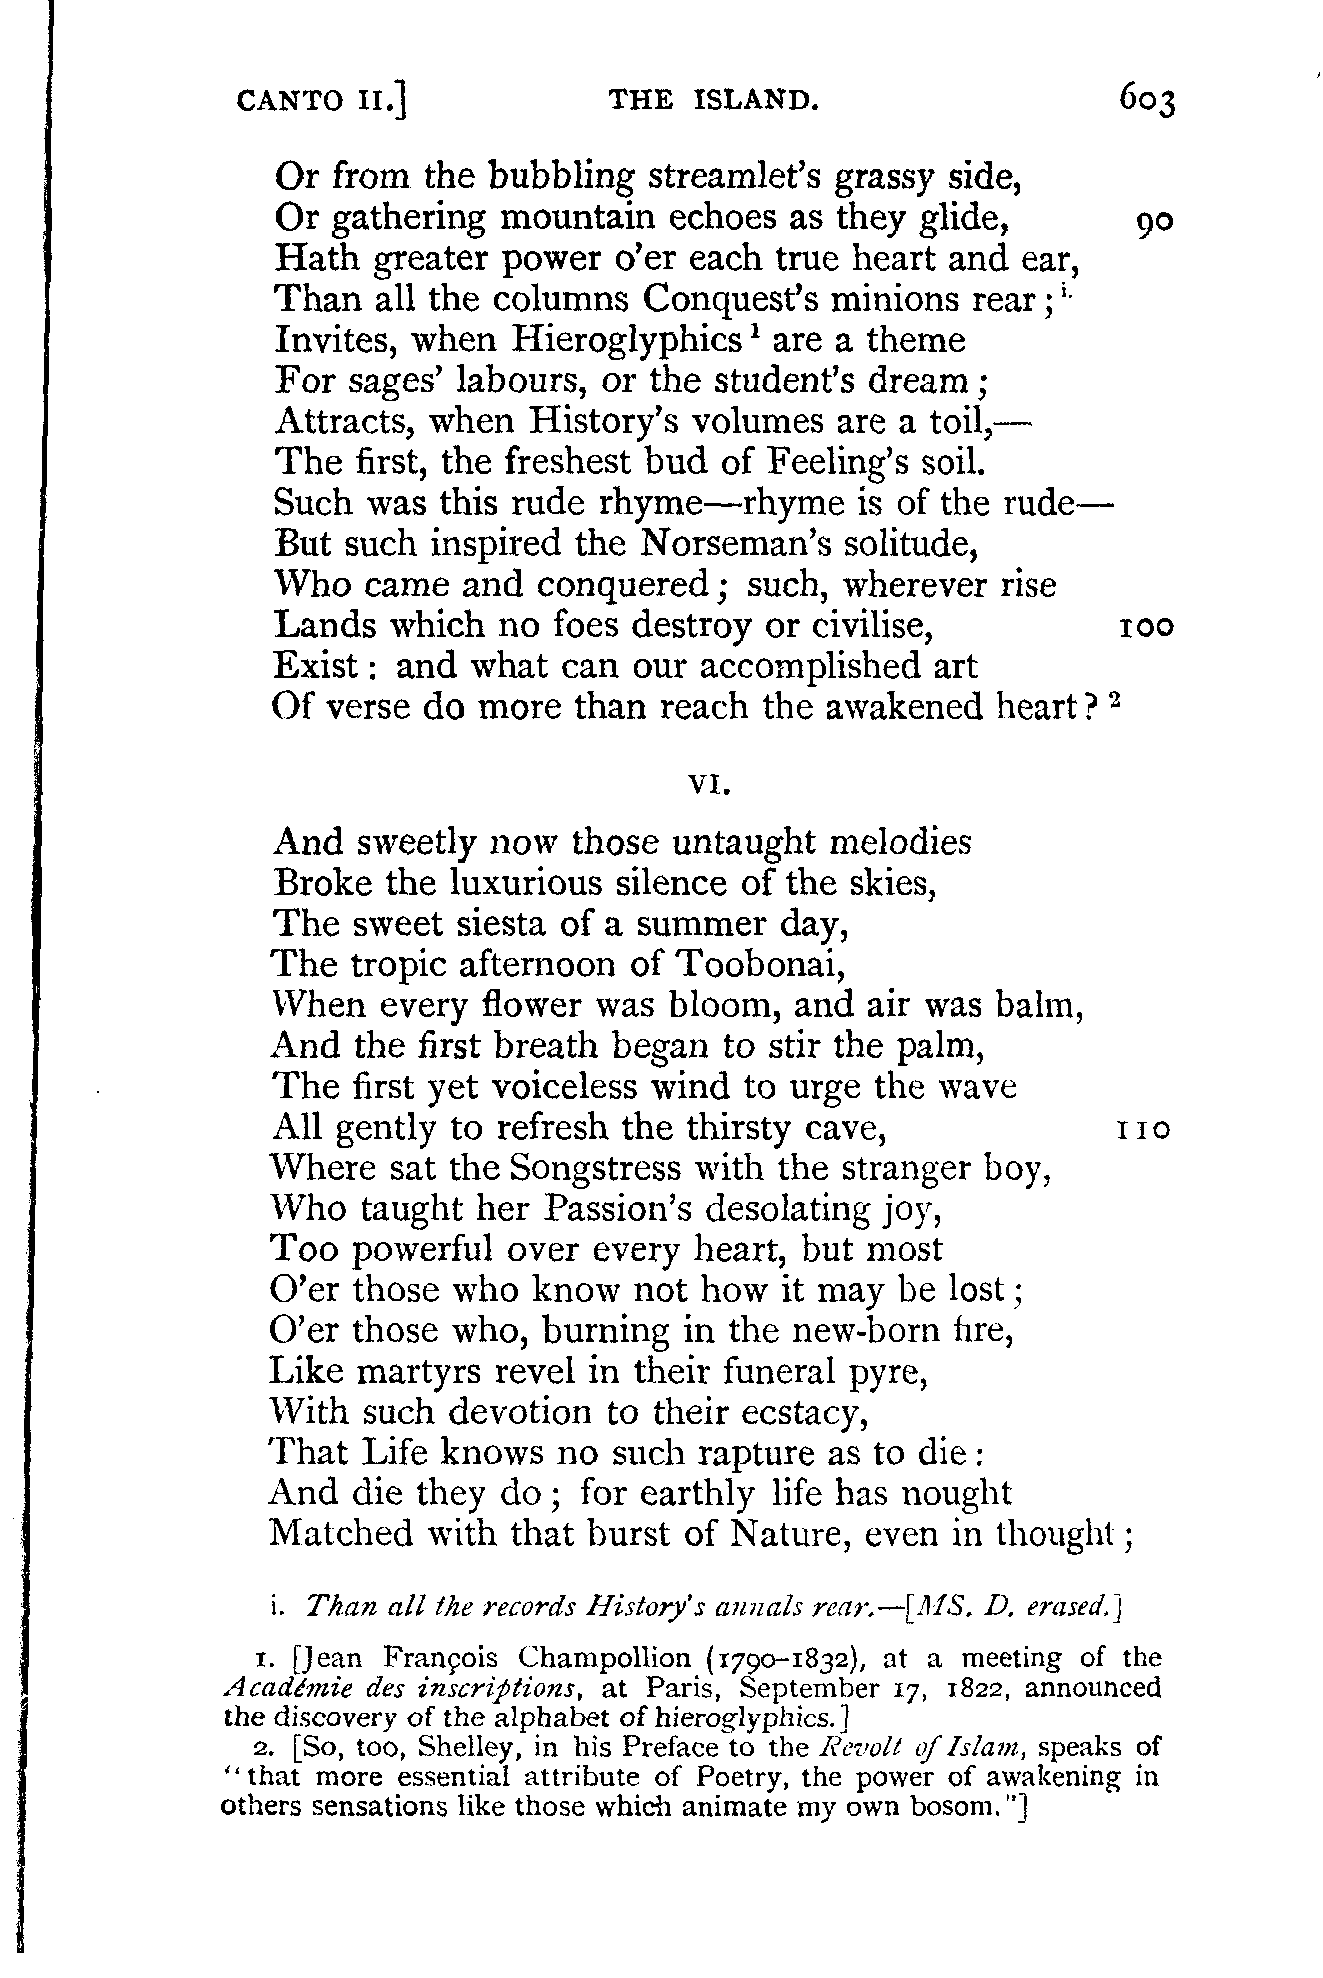 CANTO II.] THE ISLAND. 603
Or from the bubbling streamlet's grassy side,
Or gathering mountain echoes as they glide, 90
Hath greater power o'er each true heart and ear,
Than all the columns Conquest's minions rear; i.
Invites, when Hieroglyphics 1 are a theme
For sages' labours, or the student's dream;
Attracts, when History's volumes are a toil,—
The first, the freshest bud of Feeling's soil.
Such was this rude rhyme—rhyme is of the rude—
But such inspired the Norseman's solitude,
Who came and conquered; such, wherever rise
Lands which no foes destroy or civilise, 100
Exist: and what can our accomplished art
Of verse do more than reach the awakened heart? 2
VI.
And sweetly now those untaught melodies
Broke the luxurious silence of the skies,
The sweet siesta of a summer day,
The tropic afternoon of Toobonai,
When every flower was bloom, and air was balm,
And the first breath began to stir the palm,
The first yet voiceless wind to urge the wave
All gently to refresh the thirsty cave, 110
Where sat the Songstress with the stranger boy,
Who taught her Passion's desolating joy,
Too powerful over every heart, but most
O'er those who know not how it may be lost;
O'er those who, burning in the new-born fire,
Like martyrs revel in their funeral pyre,
With such devotion to their ecstacy,
That Life knows no such rapture as to die:
And die they do; for earthly life has nought
Matched with that burst of Nature, even in thought;
i. Than all the records History's annals rear.—[MS. D. erased.]
1. [Jean François Champollion (1790-1832), at a meeting of the
Académie des inscriptions, at Paris, September 17, 1822, announced
the discovery of the alphabet of hieroglyphics.]
2. [So, too, Shelley, in his Preface to the Revolt of Islam, speaks of
"that more essential attribute of Poetry, the power of awakening in
others sensations like those which animate my own bosom."]